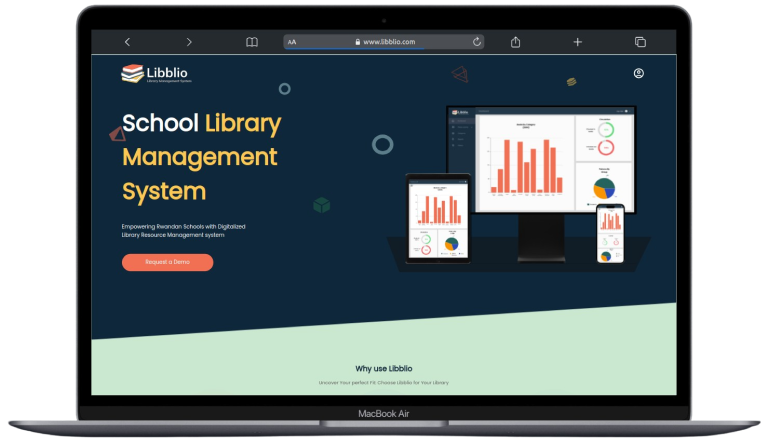 AA
www.libblio.com
Libblio
Library Management System
School Library
Management
System
Empowering Rwandan Schools with Digitalized
Library Resource Management system
Request a Demo
Libblio
Why use Libblio
Uncover Your perfect Fit: Choose Libblio for Your Library
MacBook Air